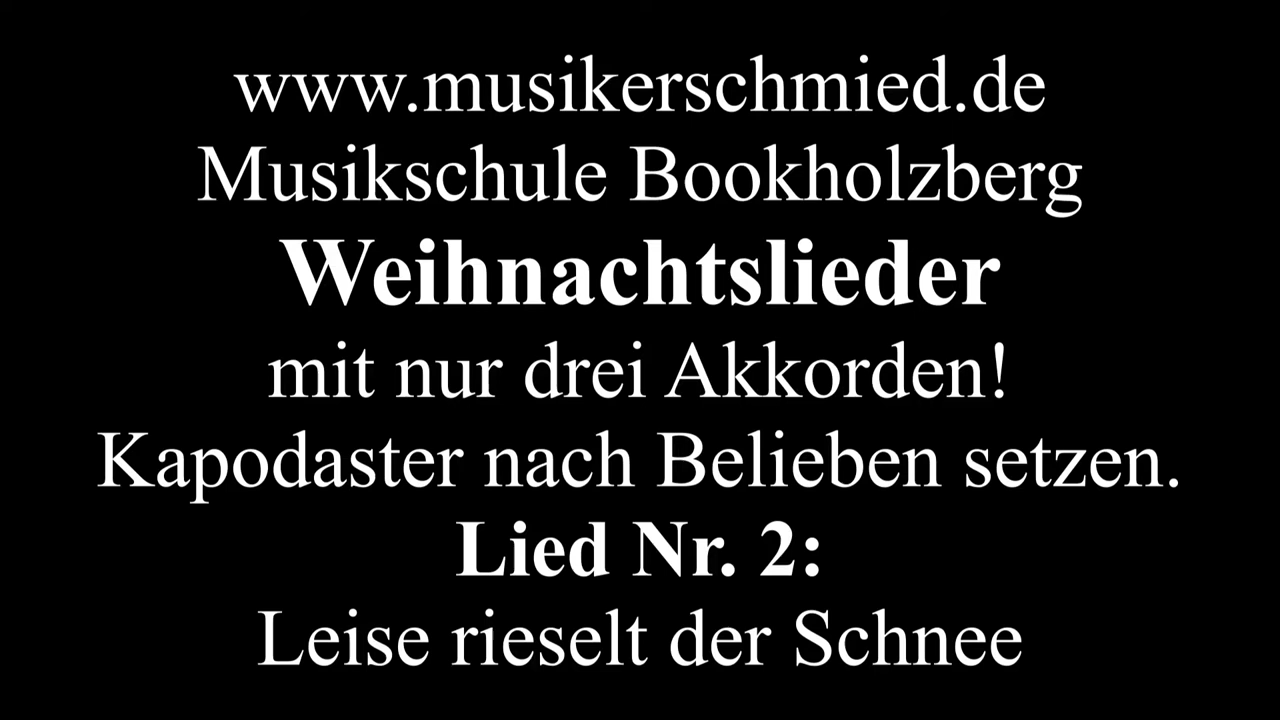 www.musikerschmied.de
Musikschule Bookholzberg
Weihnachtslieder
mit nur drei Akkorden!
Kapodaster nach Belieben setzen.
Lied Nr. 2:
Leise rieselt der Schnee